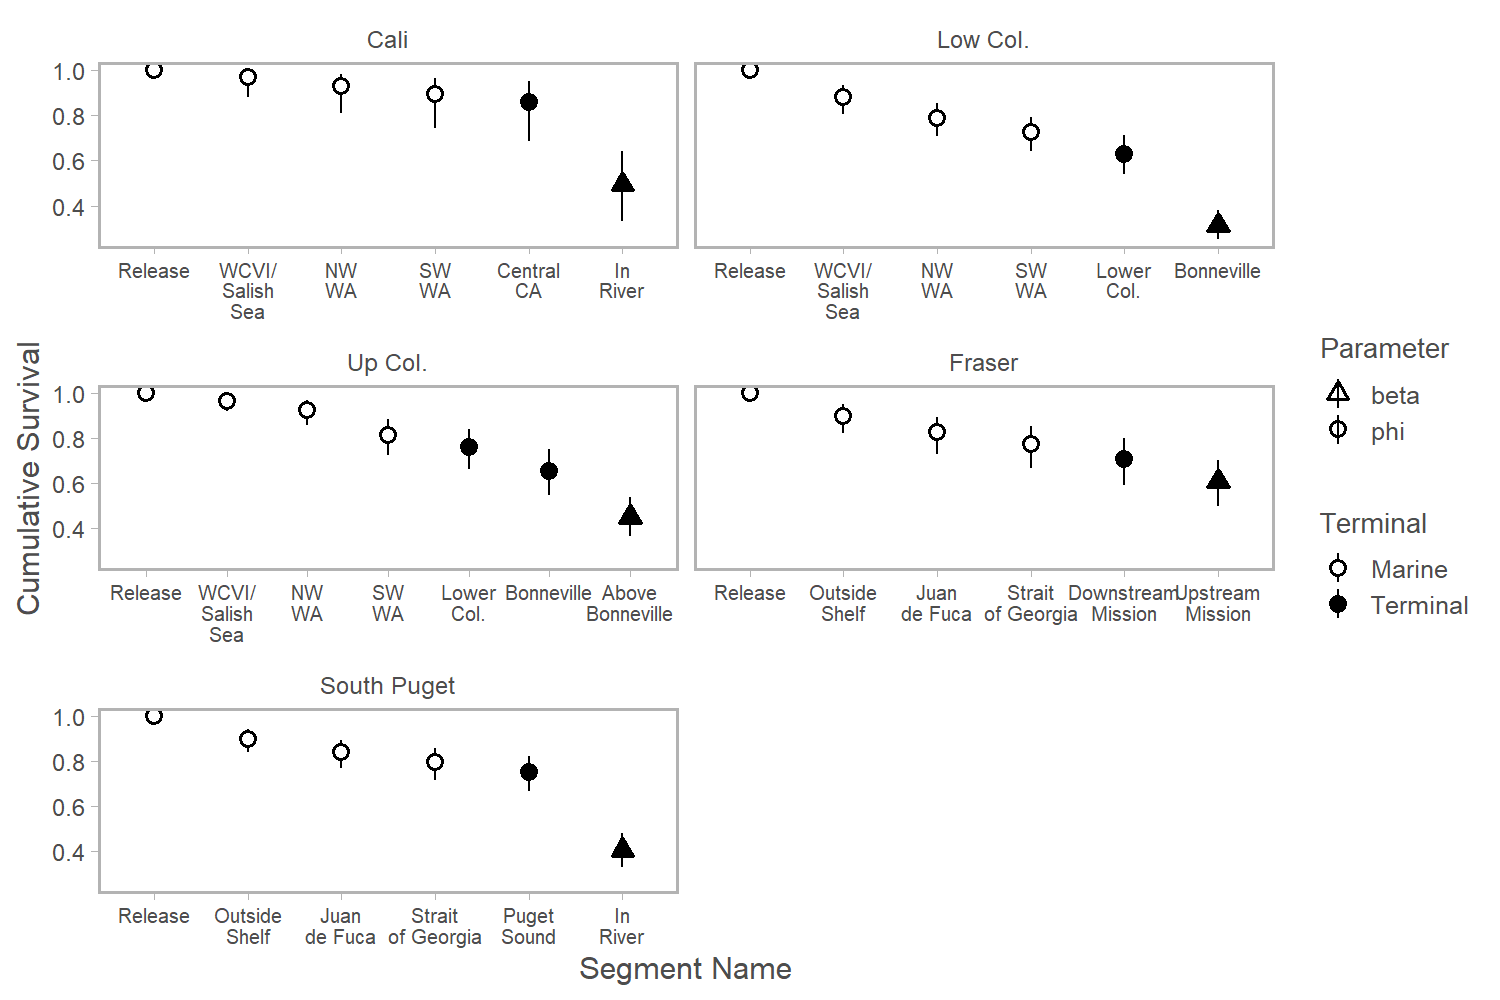 Cali
Low Col.
1.0
0.8
0.6
0.4
Release WCVI/ NW SW Central In
Salish WA WA CA River
Sea
Release WCVI/ NW SW Lower Bonneville
Salish WA WA Col.
Sea
Up Col.
Fraser
1.0
0.8
0.6
0.4
Release WCVI/ NW SW Lower Bonneville Above
Salish WA WA Col. Bonneville
Sea
Release Outside Juan Strait Downstream Upstream
Shelf de Fuca of Georgia Mission Mission
South Puget
1.0
0.8
0.6
0.4
Release Outside Juan Strait Puget In
Shelf de Fuca of Georgia Sound River
Cumulative Survival
Segment Name
Parameter
beta
phi
Terminal
Marine
Terminal